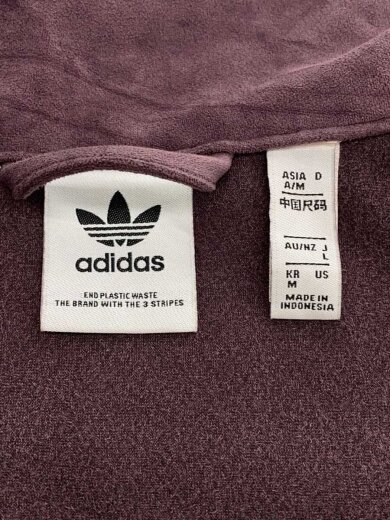 adidas
END PLASTIC WASTE
THE BRAND WITH THE 3 STRIPES
ASIA D
A/M
中国尺码
AU/NZ J
L
KR US
M
MADE IN
INDONESIA